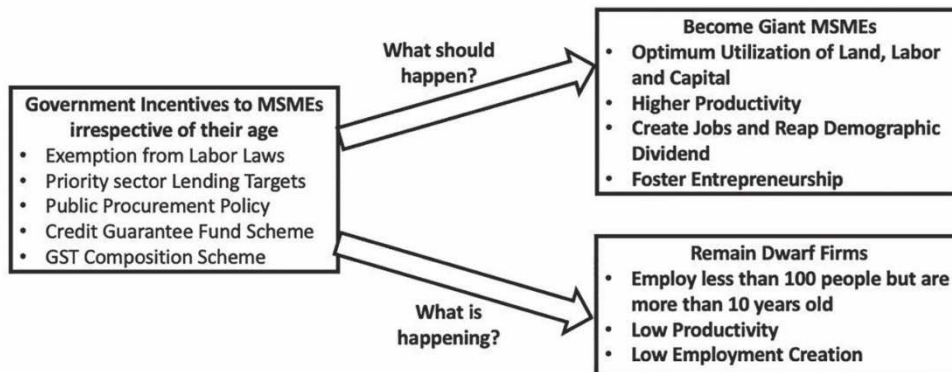 Government Incentives to MSMEs
irrespective of their age
• Exemption from Labor Laws
• Priority sector Lending Targets
• Public Procurement Policy
• Credit Guarantee Fund Scheme
• GST Composition Scheme
What should
happen?
Become Giant MSMEs
• Optimum Utilization of Land, Labor
and Capital
• Higher Productivity
• Create Jobs and Reap Demographic
Dividend
• Foster Entrepreneurship
What is
happening?
Remain Dwarf Firms
• Employ less than 100 people but are
more than 10 years old
• Low Productivity
• Low Employment Creation